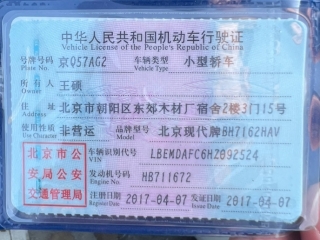 中华人民共和国机动车行驶证
Vehicle License of the People's Republic of China
号牌号码 京Q57AG2 车辆类型 小型轿车
Plate No. Vehicle Type
所有人 王硕
Owner
住址 北京市朝阳区东郊木材厂宿舍2楼3门15号
Address
使用性质 非营运 品牌型号 北京现代牌BH7162HAV
Use Character Model
北京市公安局公安交通管理局
车辆识别代号 LBEMDAFC6HZ092524
VIN
发动机号码 HB711672
Engine No.
注册日期 2017-04-07 发证日期 2017-04-07
Register Date Issue Date